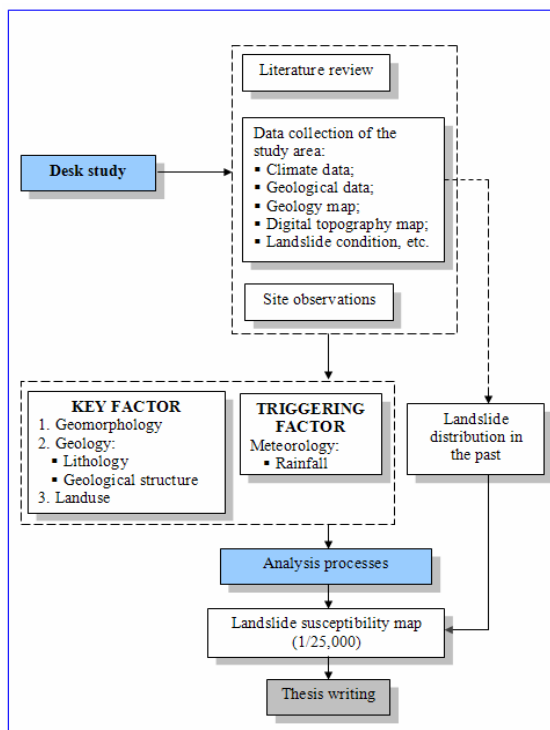 Literature review
Desk study
Data collection of the
study area:
▪ Climate data;
▪ Geological data;
▪ Geology map;
▪ Digital topography map;
▪ Landslide condition, etc.
Site observations
KEY FACTOR
1. Geomorphology
2. Geology:
▪ Lithology
▪ Geological structure
3. Landuse
TRIGGERING
FACTOR
Meteorology:
▪ Rainfall
Landslide
distribution in
the past
Analysis processes
Landslide susceptibility map
(1/25,000)
Thesis writing